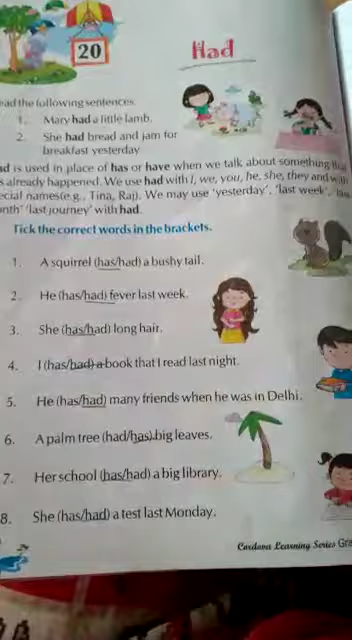 20
Had
ead the following sentences.
1. Mary had a little lamb.
2. She had bread and jam for
breakfast yesterday
ad is used in place of has or have when we talk about something that
s already happened. We use had with I, we, you, he, she, they and with
ecial names(e.g., Tina, Raj). We may use 'yesterday', 'last week',
nth' 'last journey' with had.
Tick the correct words in the brackets.
1. A squirrel (has/had) a bushy tail.
2. He (has/had) fever last week.
3. She (has/had) long hair.
4. I (has/had) a book that I read last night.
5. He (has/had) many friends when he was in Delhi.
6. A palm tree (had/has) big leaves.
7. Her school (has/had) a big library.
8. She (has/had) a test last Monday.
Cordova Learning Series Gra